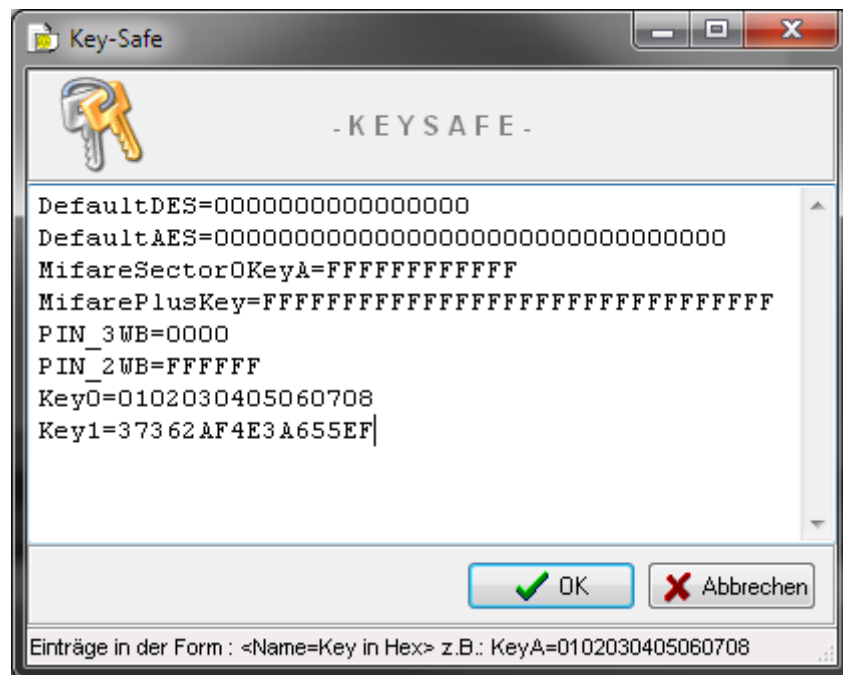 Key-Safe
-KEYSAFE-
DefaultDES=0000000000000000
DefaultAES=00000000000000000000000000000000
MifareSector0KeyA=FFFFFFFFFFFF
MifarePlusKey=FFFFFFFFFFFFFFFFFFFFFFFFFFFFFFFF
PIN_3WB=0000
PIN_2WB=FFFFFF
Key0=0102030405060708
Key1=37362AF4E3A655EF
OK
Abbrechen
Einträge in der Form : <Name=Key in Hex> z.B.: KeyA=0102030405060708